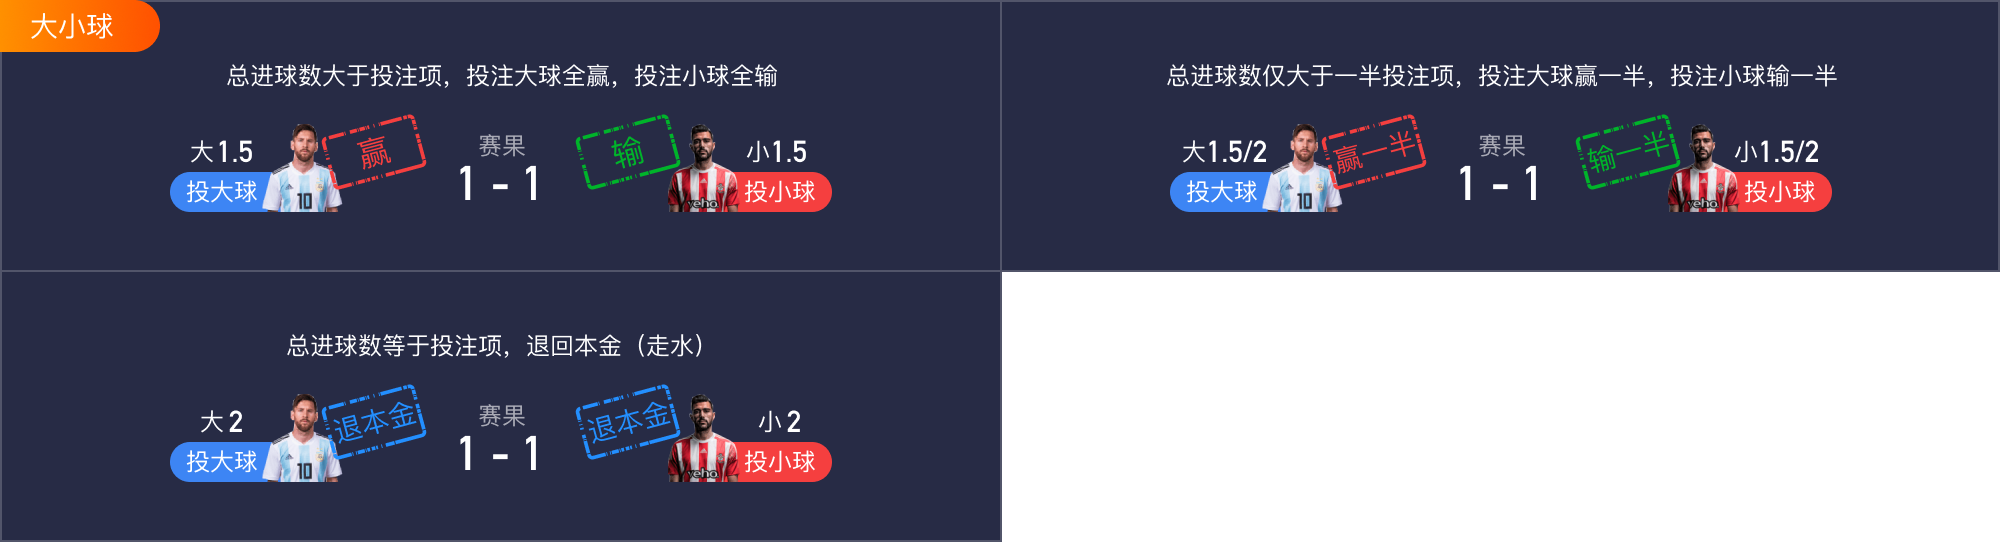 大小球
总进球数大于投注项，投注大球全赢，投注小球全输
大1.5
投大球
10
赢
赛果
1 - 1
输
veho
小1.5
投小球
总进球数仅大于一半投注项，投注大球赢一半，投注小球输一半
大1.5/2
投大球
10
赢一半
赛果
1 - 1
输一半
veho
小1.5/2
投小球
总进球数等于投注项，退回本金（走水）
大 2
投大球
10
退本金
赛果
1 - 1
退本金
veho
小 2
投小球